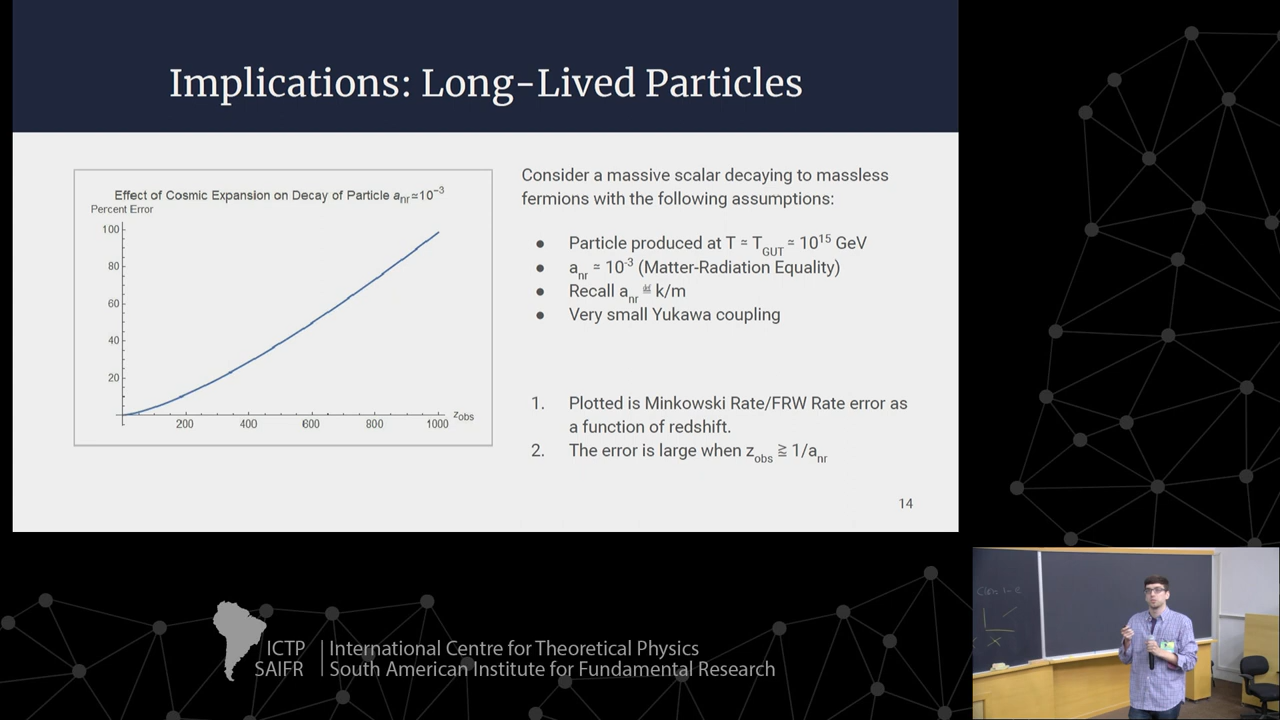 Implications: Long-Lived Particles
Effect of Cosmic Expansion on Decay of Particle aₙᵣ≃10⁻³
Percent Error
100
80
60
40
20
200 400 600 800 1000 z_obs
Consider a massive scalar decaying to massless
fermions with the following assumptions:
● Particle produced at T ≃ T_GUT ≃ 10¹⁵ GeV
● aₙᵣ ≃ 10⁻³ (Matter-Radiation Equality)
● Recall aₙᵣ ≝ k/m
● Very small Yukawa coupling
1. Plotted is Minkowski Rate/FRW Rate error as
a function of redshift.
2. The error is large when z_obs ≳ 1/aₙᵣ
14
ICTP
SAIFR
International Centre for Theoretical Physics
South American Institute for Fundamental Research